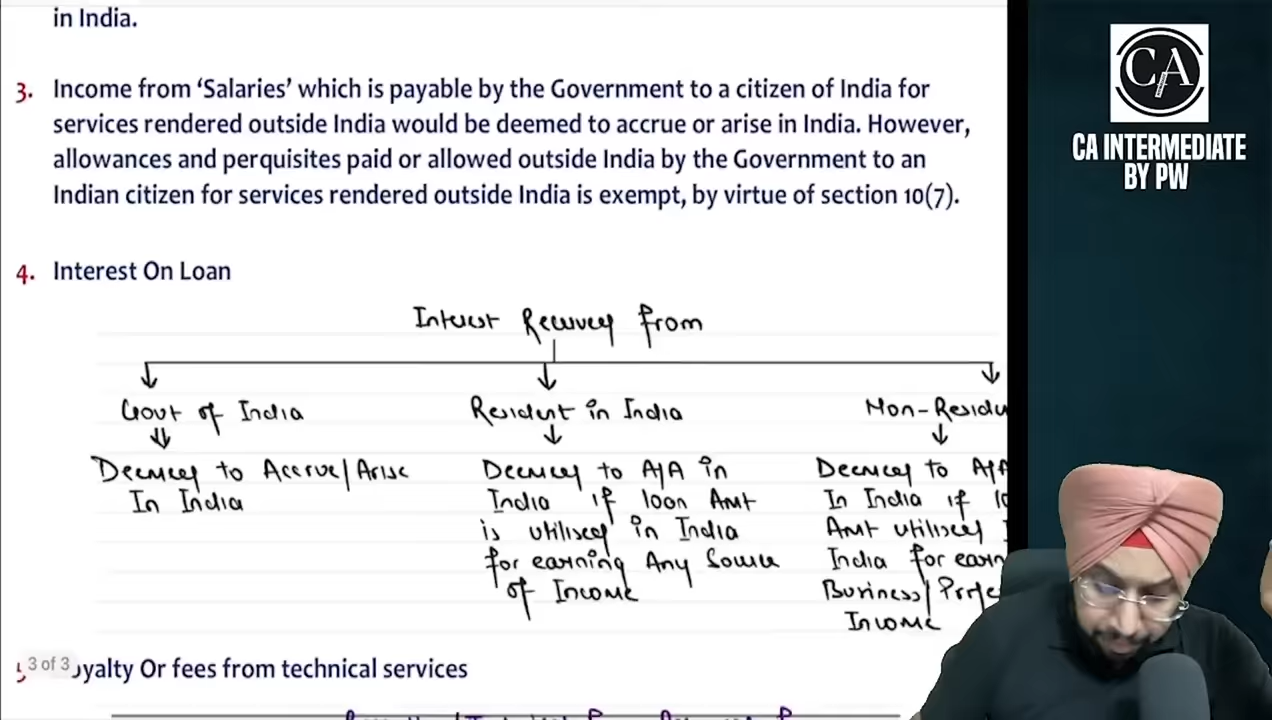 in India.
3. Income from ‘Salaries’ which is payable by the Government to a citizen of India for
services rendered outside India would be deemed to accrue or arise in India. However,
allowances and perquisites paid or allowed outside India by the Government to an
Indian citizen for services rendered outside India is exempt, by virtue of section 10(7).
4. Interest On Loan
Interest Received from
Govt of India
Deemed to Accrue/Arise
In India
Resident in India
Deemed to A/A in
India if loan Amt
is utilised in India
for earning Any Source
of Income
Non-Resid
Deemed to A/A
In India if lo
Amt utilised
India for earn
Business/Profe
Income
3 of 3
yalty Or fees from technical services
CA
CA INTERMEDIATE
BY PW